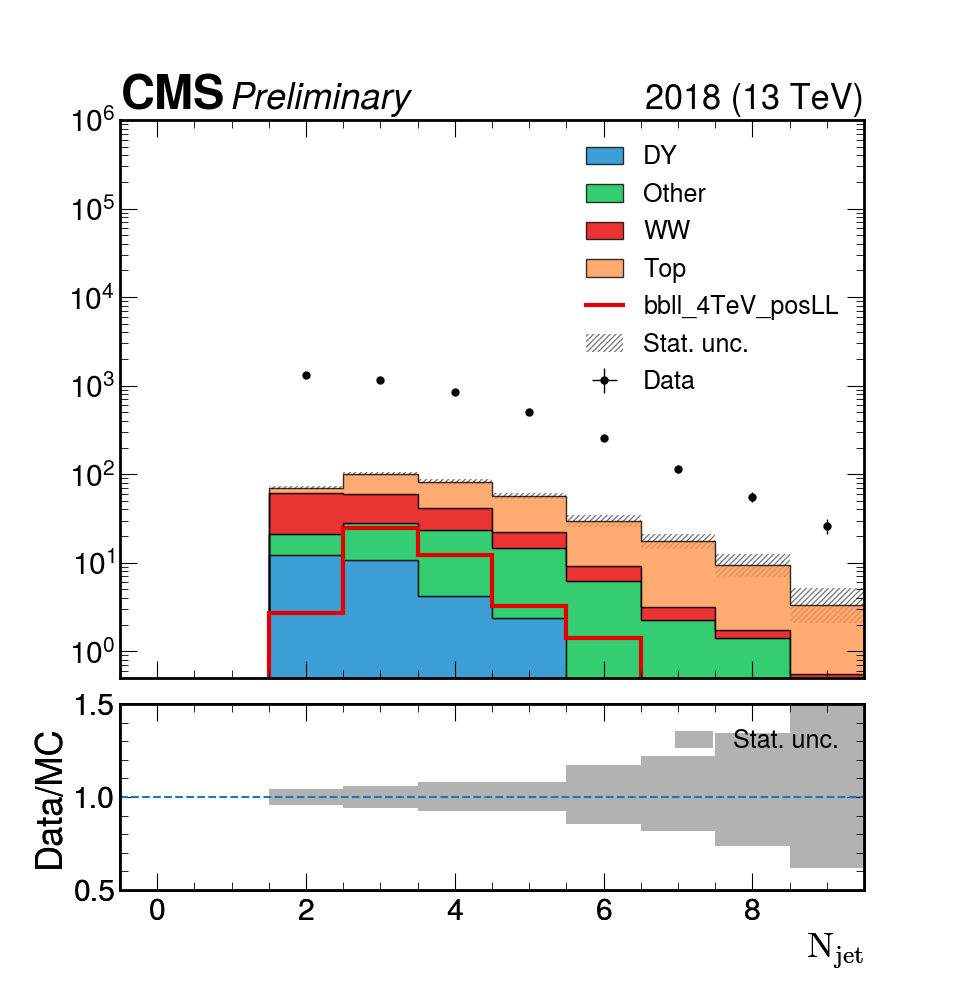 CMS Preliminary 2018 (13 TeV)
10^6
10^5
10^4
10^3
10^2
10^1
10^0
DY
Other
WW
Top
bbll_4TeV_posLL
Stat. unc.
Data
Data/MC
1.5
1.0
0.5
Stat. unc.
0 2 4 6 8
N_jet